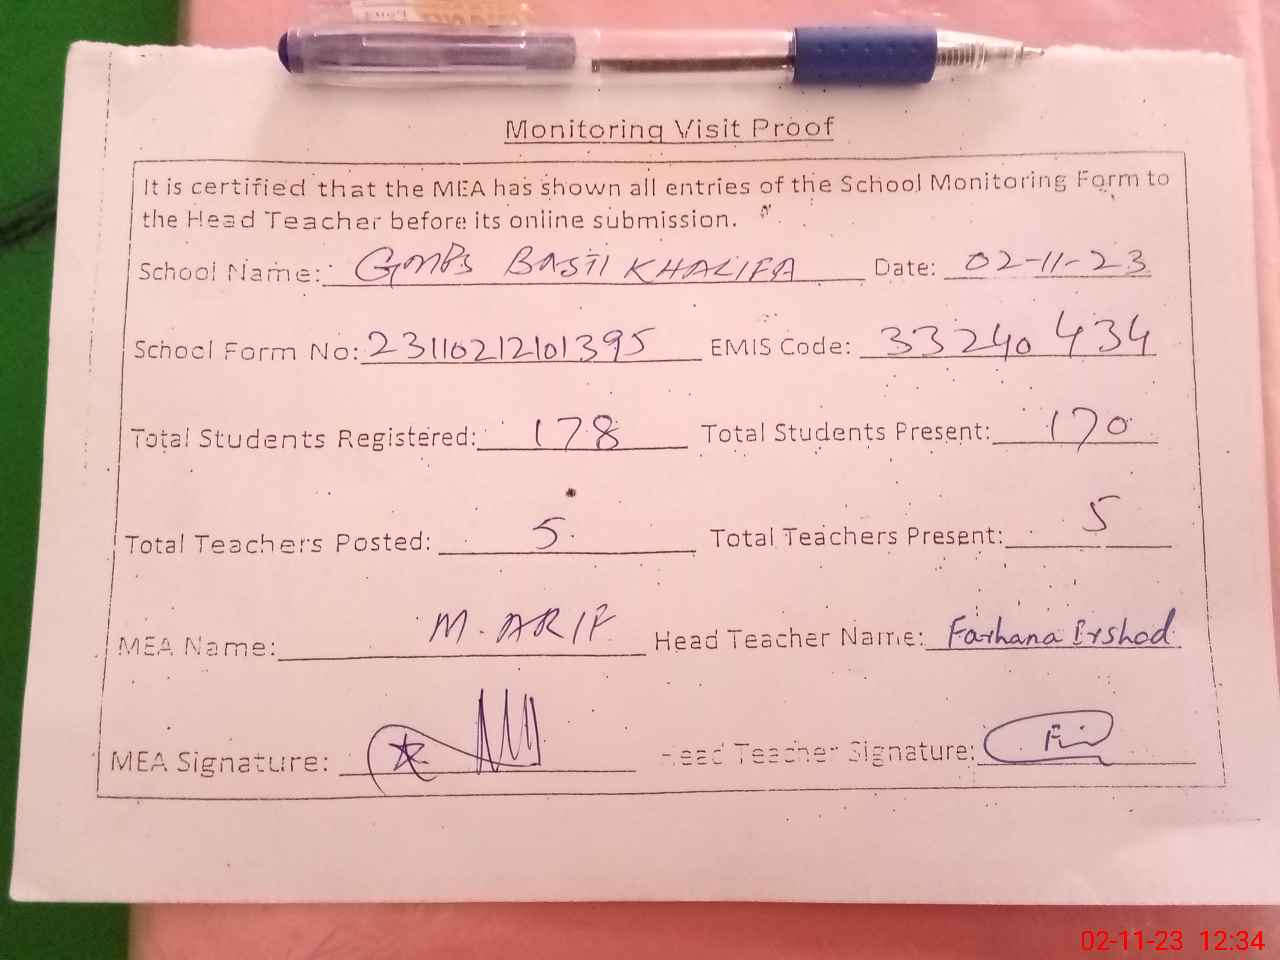 Monitoring Visit Proof
It is certified that the MEA has shown all entries of the School Monitoring Form to
the Head Teacher before its online submission.
School Name: GMPS BASTI KHALIFA Date: 02-11-23
School Form No: 23110212101395 EMIS Code: 33240434
Total Students Registered: 178 Total Students Present: 170
Total Teachers Posted: 5 Total Teachers Present: 5
MEA Name: M. ARIF Head Teacher Name: Farhana Irshad
MEA Signature: Head Teacher Signature:
02-11-23 12:34